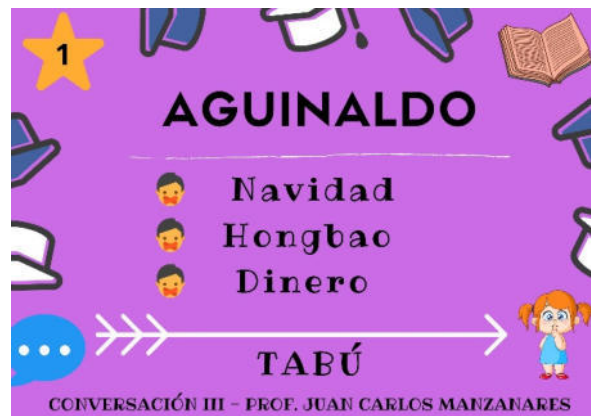 1
AGUINALDO
Navidad
Hongbao
Dinero
TABÚ
CONVERSACIÓN III - PROF. JUAN CARLOS MANZANARES